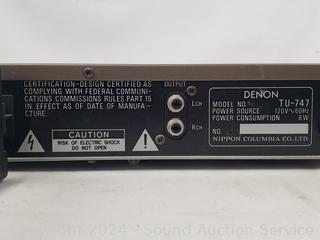 CERTIFICATION-DESIGN CERTIFIED AS
COMPLYING WITH FEDERAL COMMUNI-
CATIONS COMMISSIONS RULES PART 15
IN EFFECT AS OF DATE OF MANUFA-
CTURE.
CAUTION
RISK OF ELECTRIC SHOCK
DO NOT OPEN
OUTPUT
LCH
RCH
DENON
MODEL NO. TU-747
POWER SOURCE 120V~60Hz
POWER CONSUMPTION 8W
NO.
NIPPON COLUMBIA CO. LTD.
2024 - Sound Auction Service